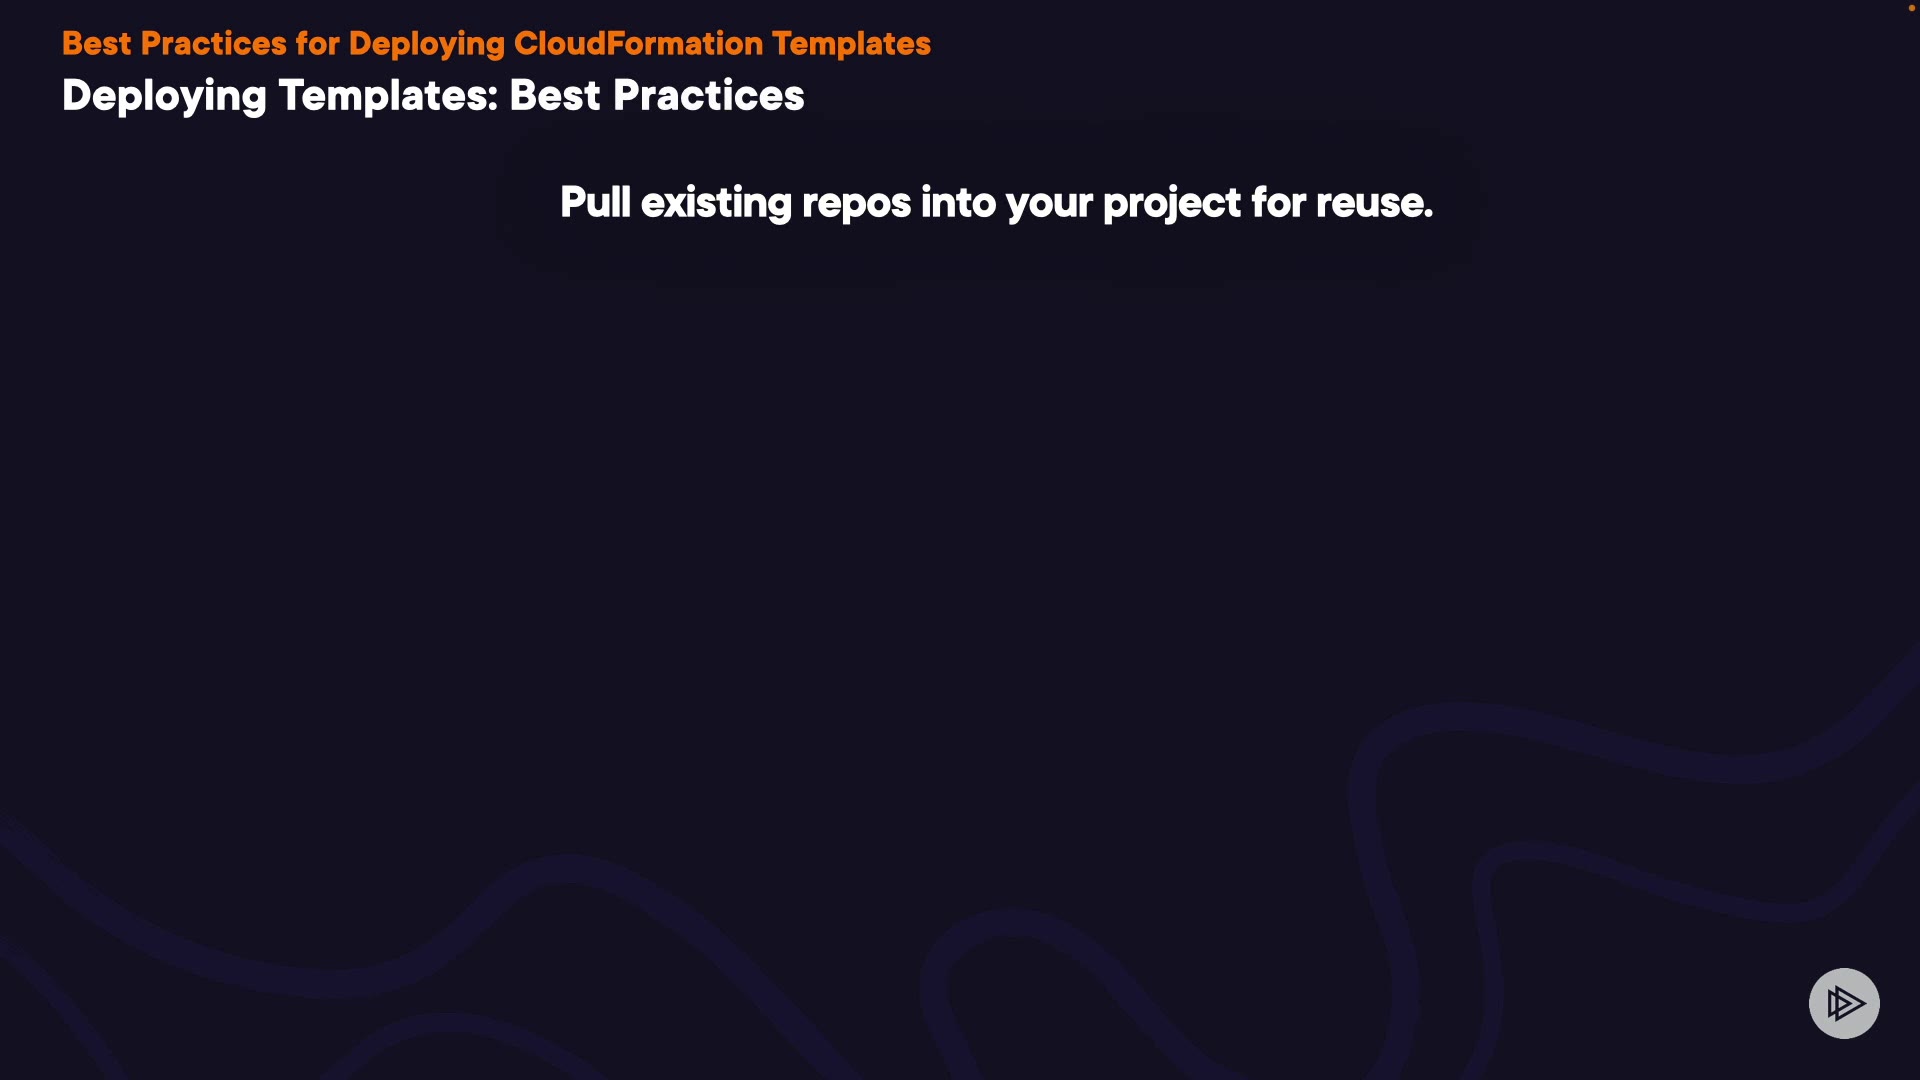 Best Practices for Deploying CloudFormation Templates
Deploying Templates: Best Practices
Pull existing repos into your project for reuse.